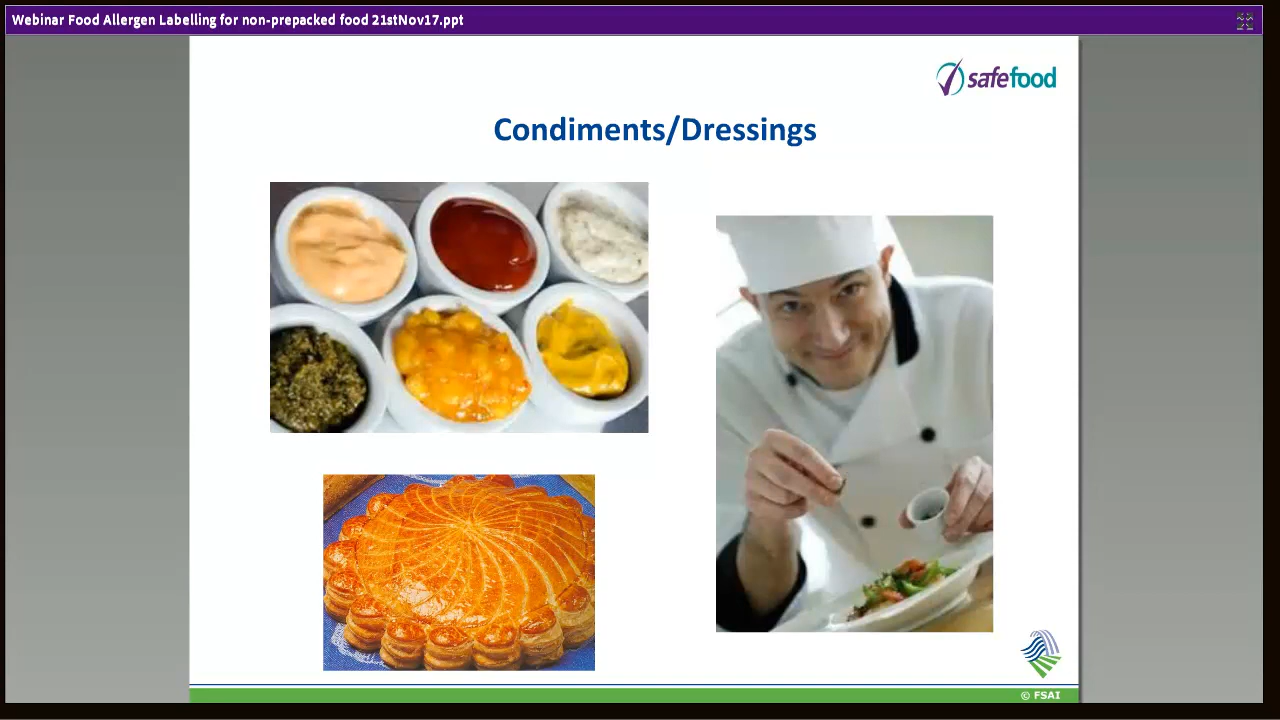 Webinar Food Allergen Labelling for non-prepacked food 21stNov17.ppt
safefood
Condiments/Dressings
© FSAI